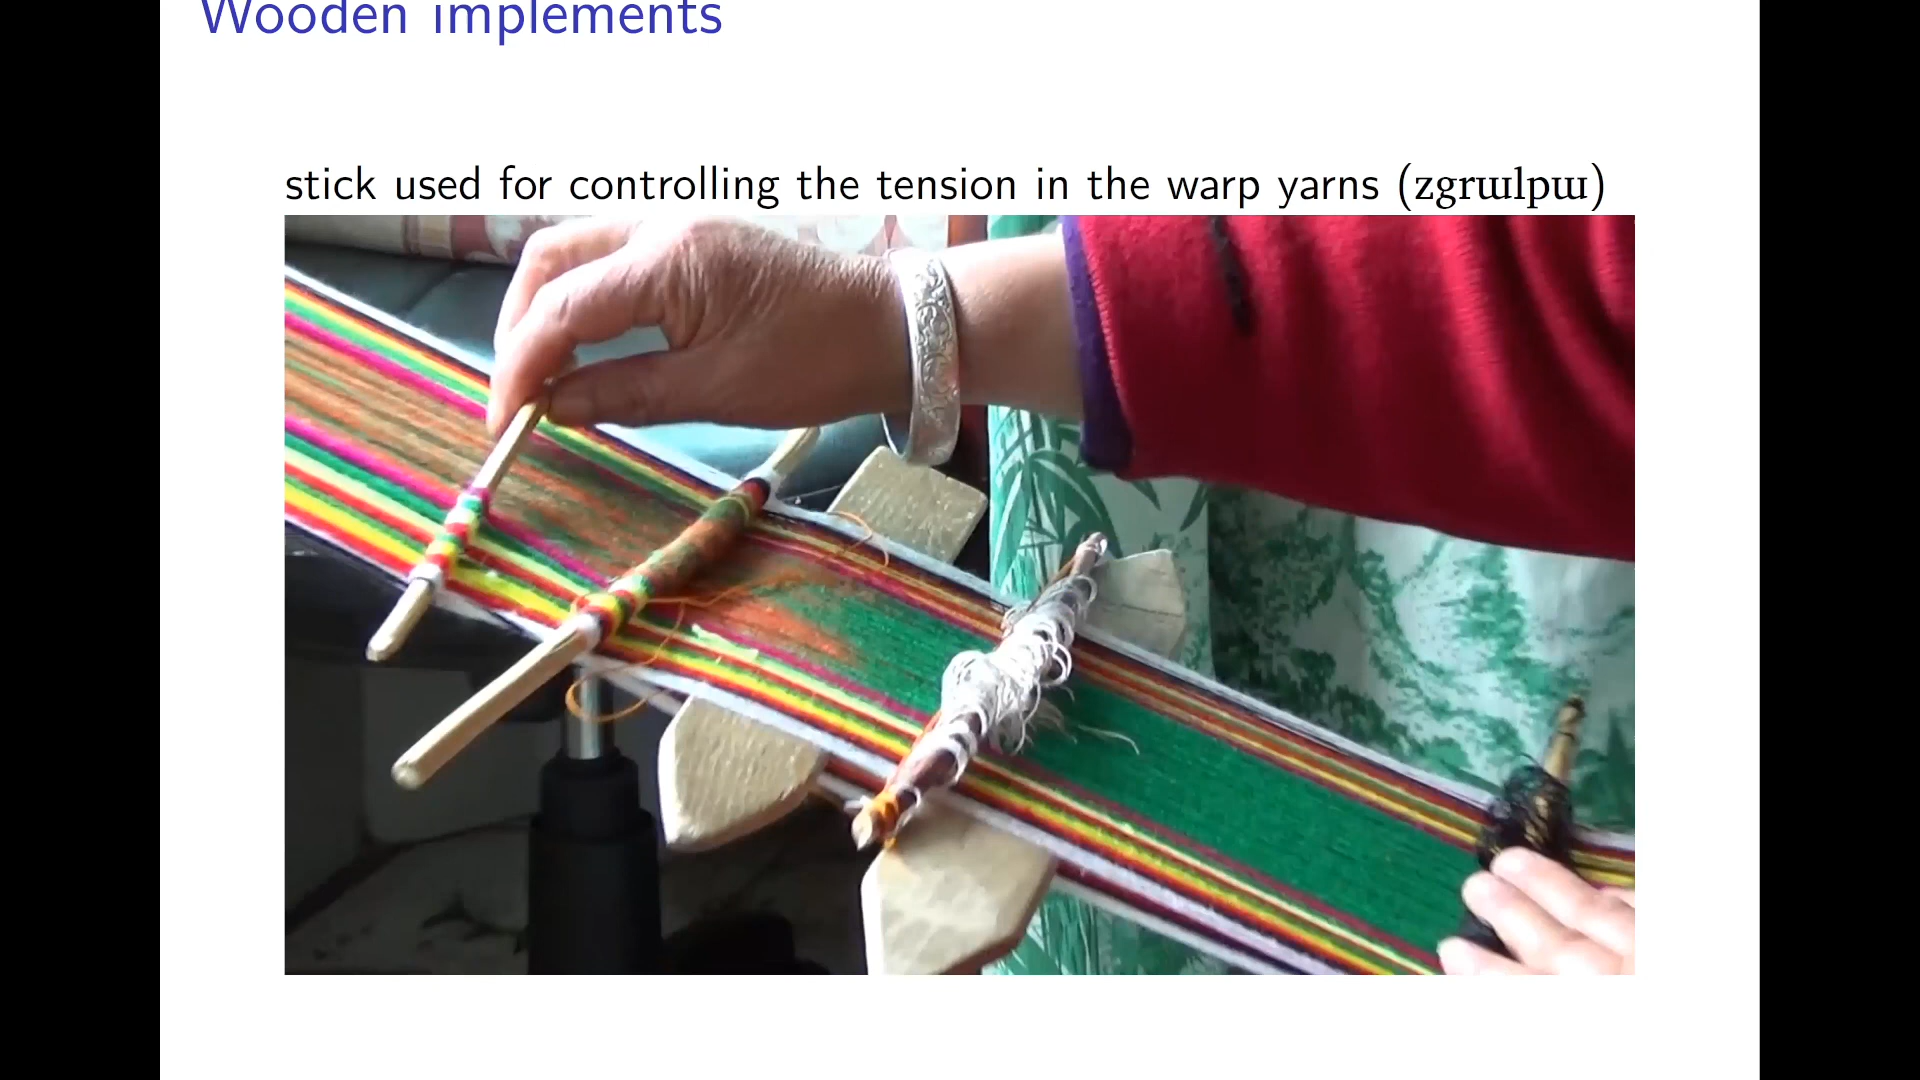 Wooden implements
stick used for controlling the tension in the warp yarns (zgrɯlpɯ)